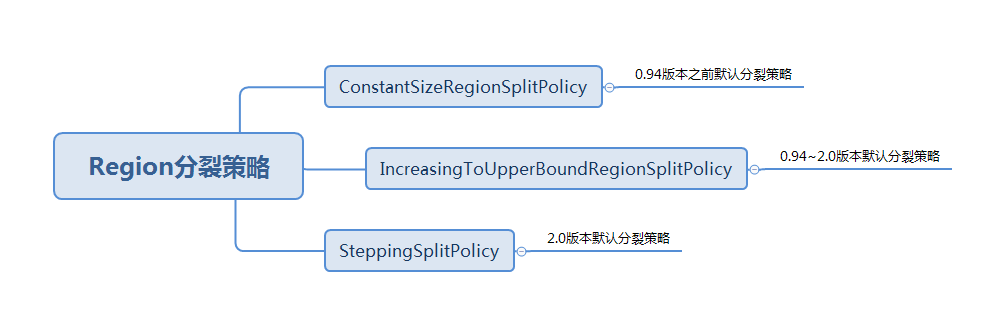 ConstantSizeRegionSplitPolicy
0.94版本之前默认分裂策略
Region分裂策略
IncreasingToUpperBoundRegionSplitPolicy
0.94~2.0版本默认分裂策略
SteppingSplitPolicy
2.0版本默认分裂策略